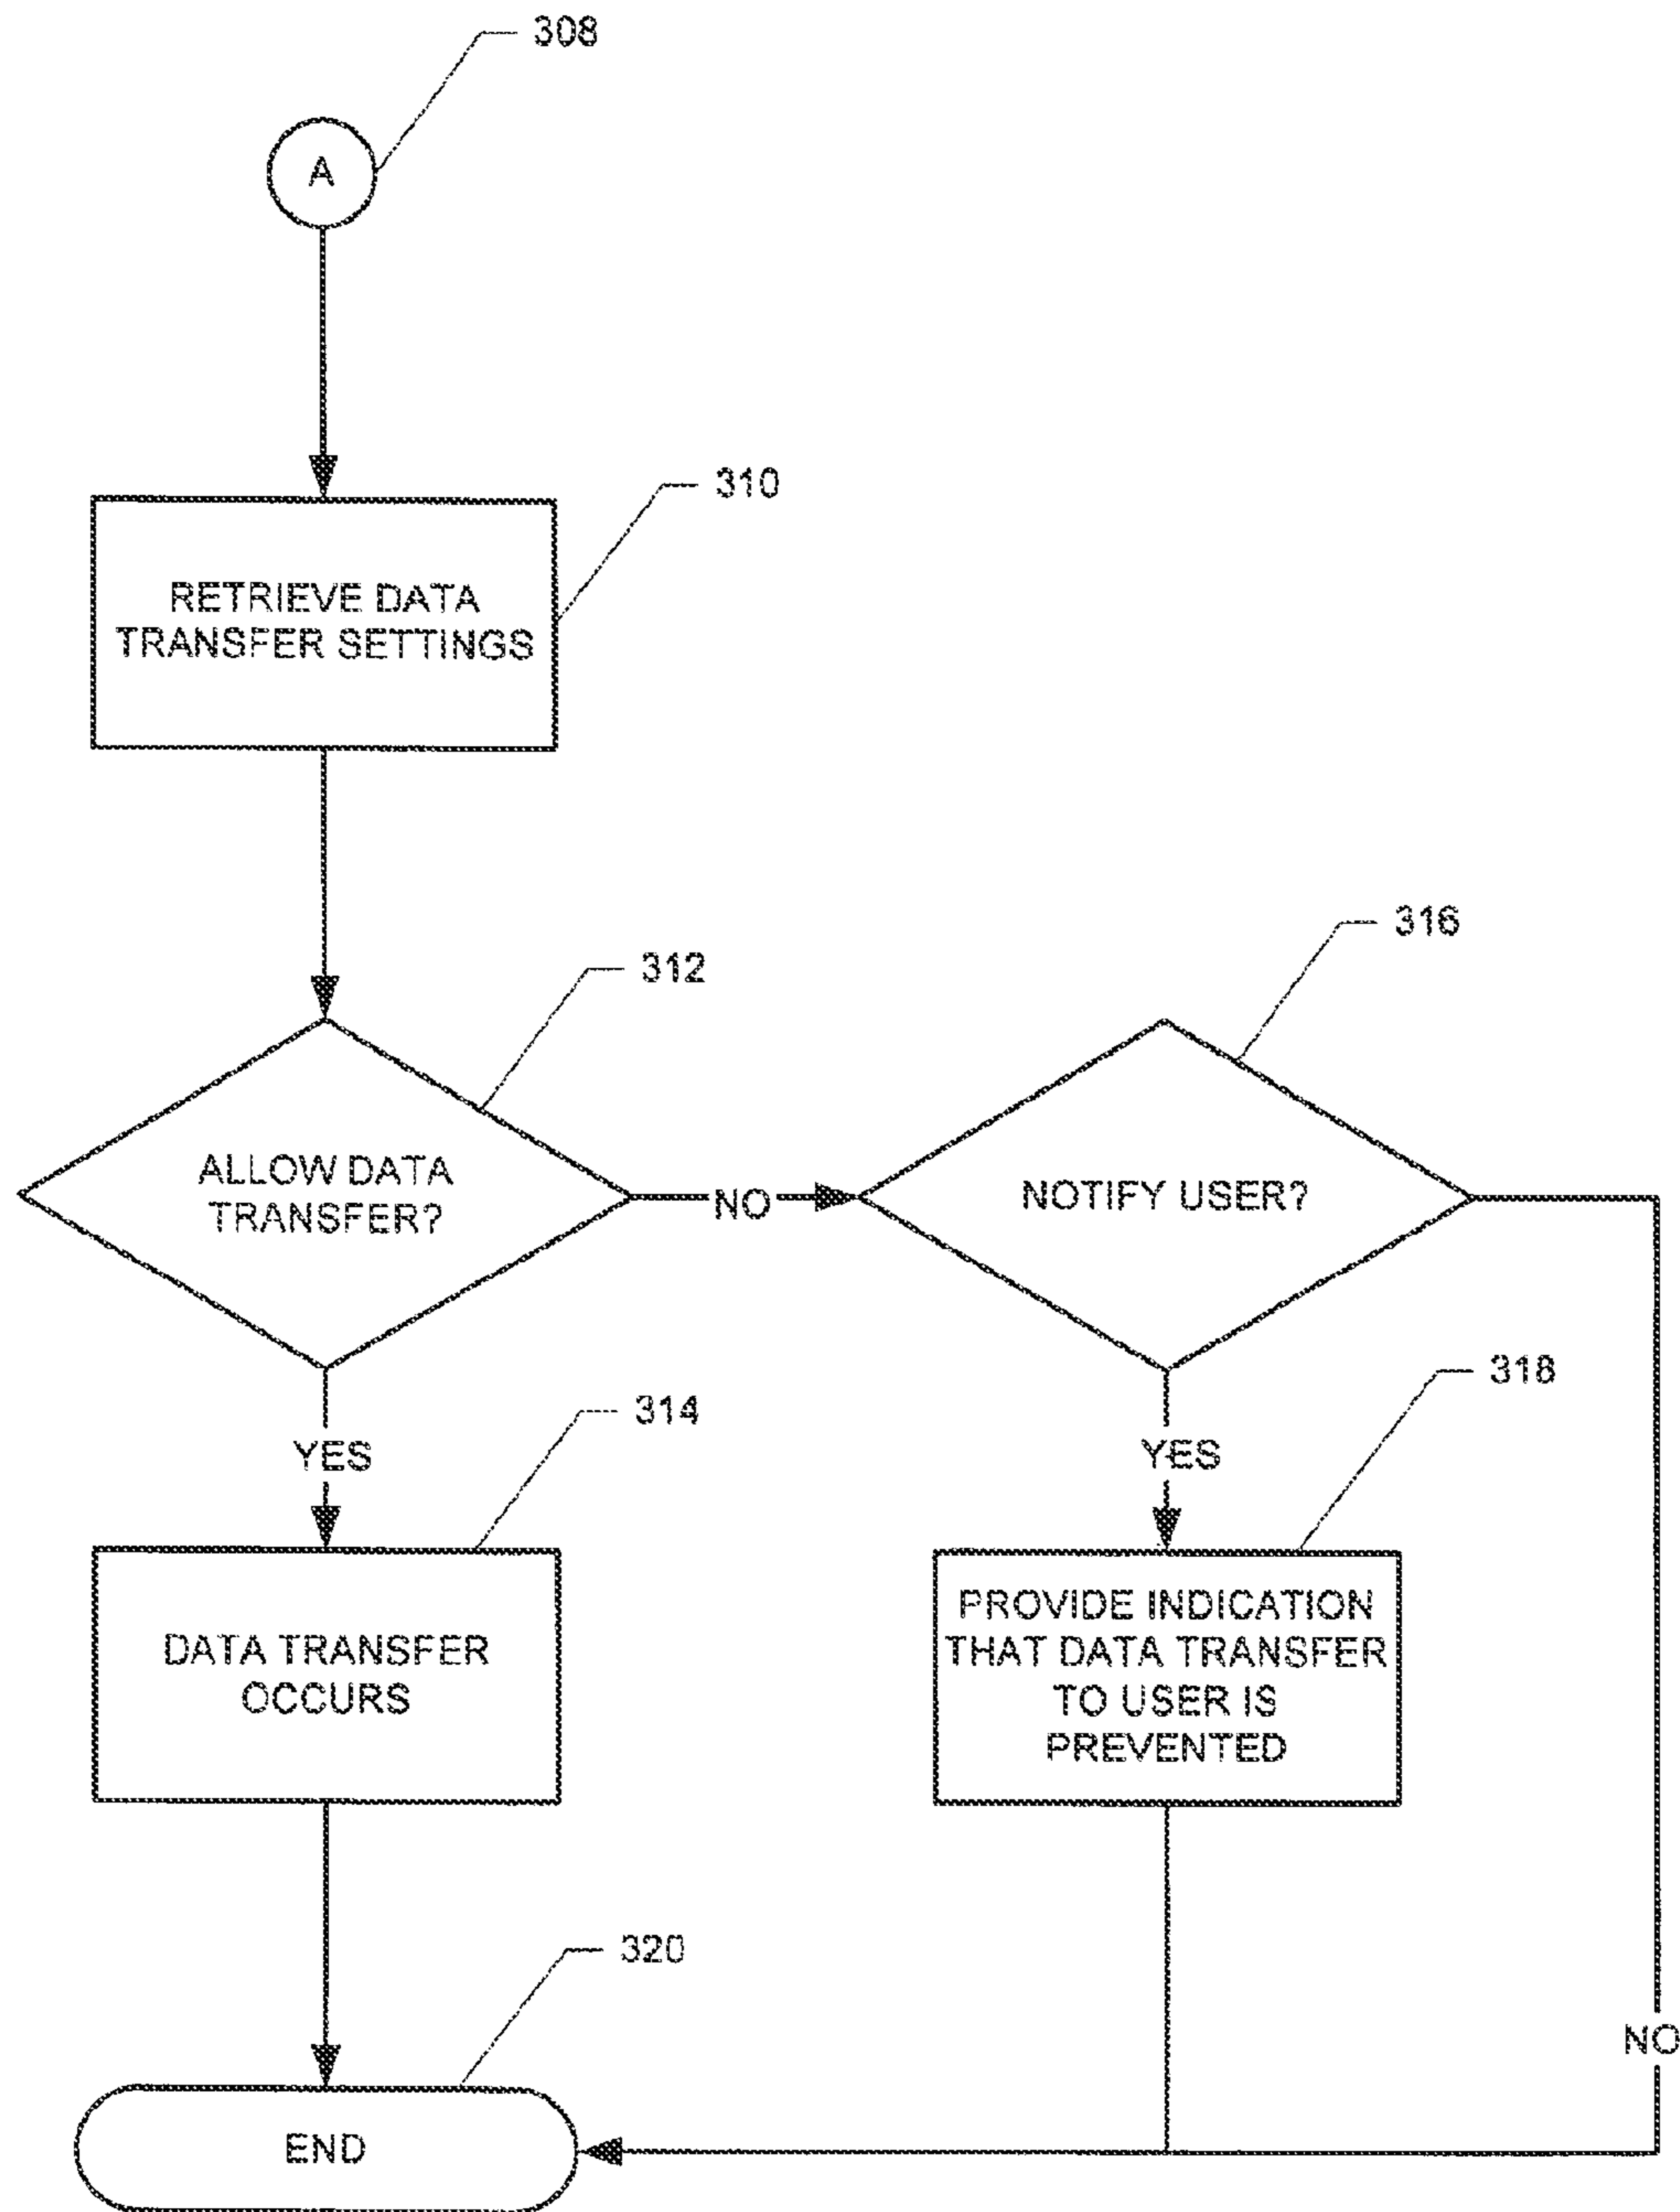 308
A
310
RETRIEVE DATA
TRANSFER SETTINGS
312
316
ALLOW DATA
TRANSFER?
NO
NOTIFY USER?
314
318
YES
YES
DATA TRANSFER
OCCURS
PROVIDE INDICATION
THAT DATA TRANSFER
TO USER IS
PREVENTED
320
NO
END